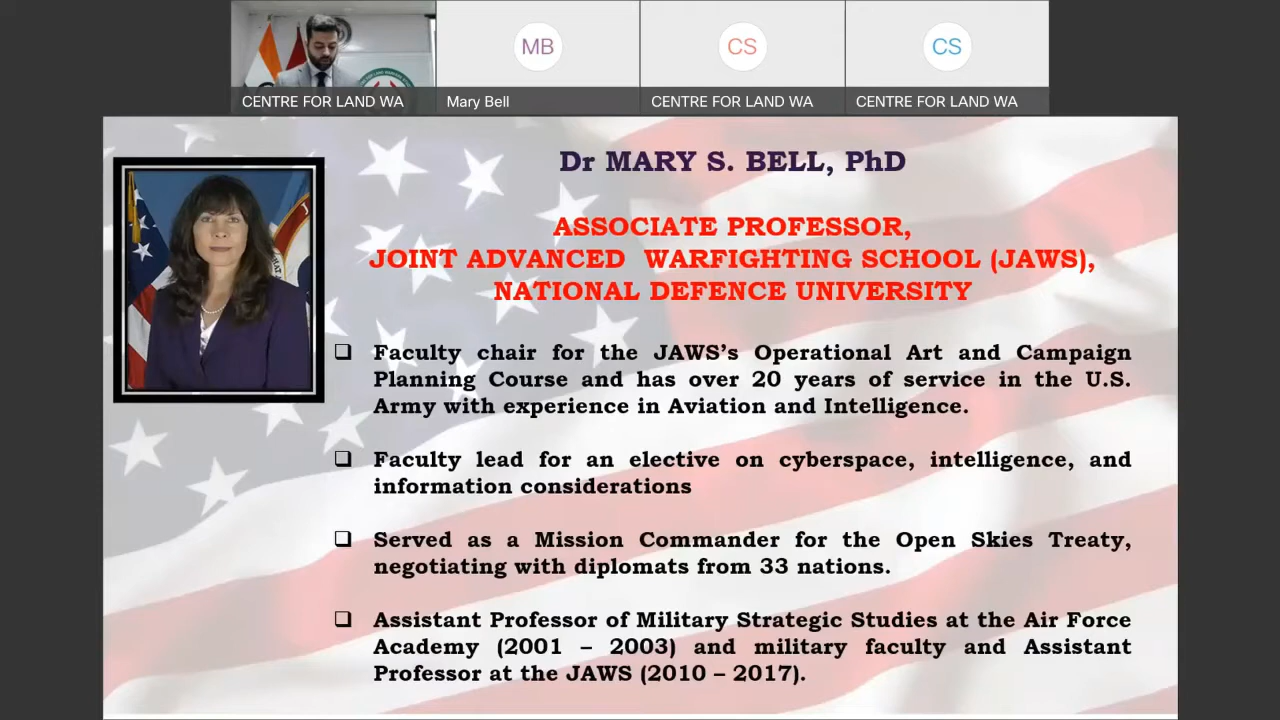 MB
CS
CS
CENTRE FOR LAND WA
Mary Bell
CENTRE FOR LAND WA
CENTRE FOR LAND WA
Dr MARY S. BELL, PhD
ASSOCIATE PROFESSOR,
JOINT ADVANCED WARFIGHTING SCHOOL (JAWS),
NATIONAL DEFENCE UNIVERSITY
Faculty chair for the JAWS's Operational Art and Campaign
Planning Course and has over 20 years of service in the U.S.
Army with experience in Aviation and Intelligence.
Faculty lead for an elective on cyberspace, intelligence, and
information considerations
Served as a Mission Commander for the Open Skies Treaty,
negotiating with diplomats from 33 nations.
Assistant Professor of Military Strategic Studies at the Air Force
Academy (2001 – 2003) and military faculty and Assistant
Professor at the JAWS (2010 – 2017).